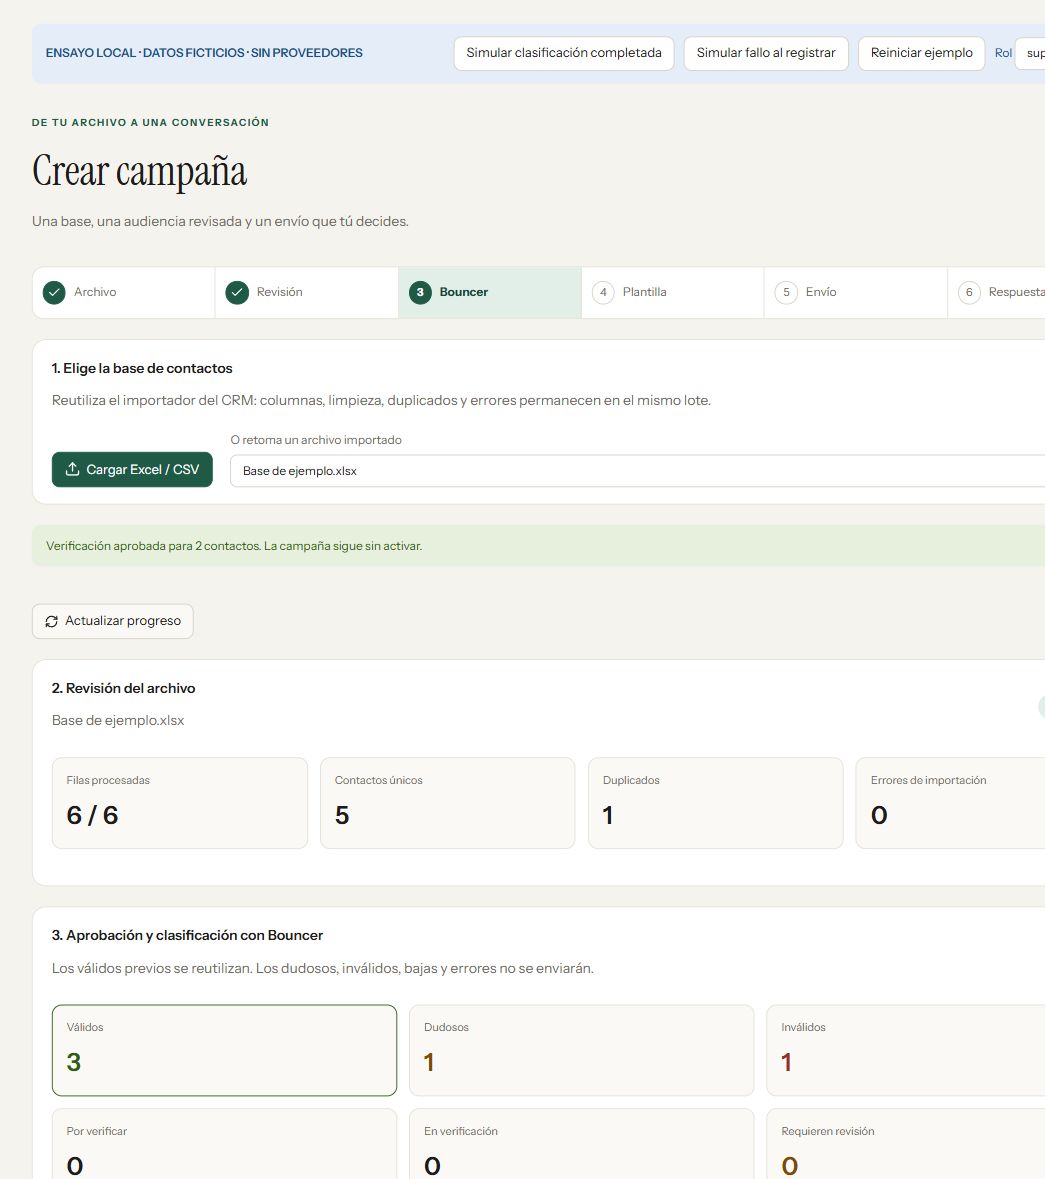 ENSAYO LOCAL · DATOS FICTICIOS · SIN PROVEEDORES
Simular clasificación completada
Simular fallo al registrar
Reiniciar ejemplo
Rol
sup
DE TU ARCHIVO A UNA CONVERSACIÓN
Crear campaña
Una base, una audiencia revisada y un envío que tú decides.
Archivo
Revisión
3 Bouncer
4 Plantilla
5 Envío
6 Respuesta
1. Elige la base de contactos
Reutiliza el importador del CRM: columnas, limpieza, duplicados y errores permanecen en el mismo lote.
O retoma un archivo importado
Cargar Excel / CSV
Base de ejemplo.xlsx
Verificación aprobada para 2 contactos. La campaña sigue sin activar.
Actualizar progreso
2. Revisión del archivo
Base de ejemplo.xlsx
Filas procesadas
6 / 6
Contactos únicos
5
Duplicados
1
Errores de importación
0
3. Aprobación y clasificación con Bouncer
Los válidos previos se reutilizan. Los dudosos, inválidos, bajas y errores no se enviarán.
Válidos
3
Dudosos
1
Inválidos
1
Por verificar
0
En verificación
0
Requieren revisión
0